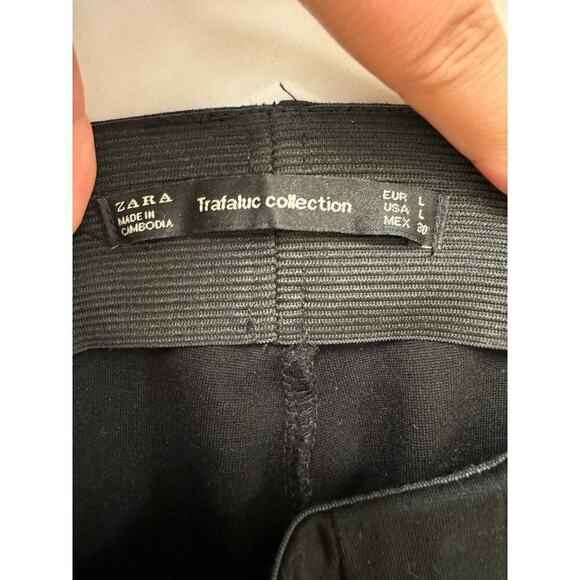 ZARA
MADE IN
CAMBODIA
Trafaluc collection
EUR L
USA L
MEX 30